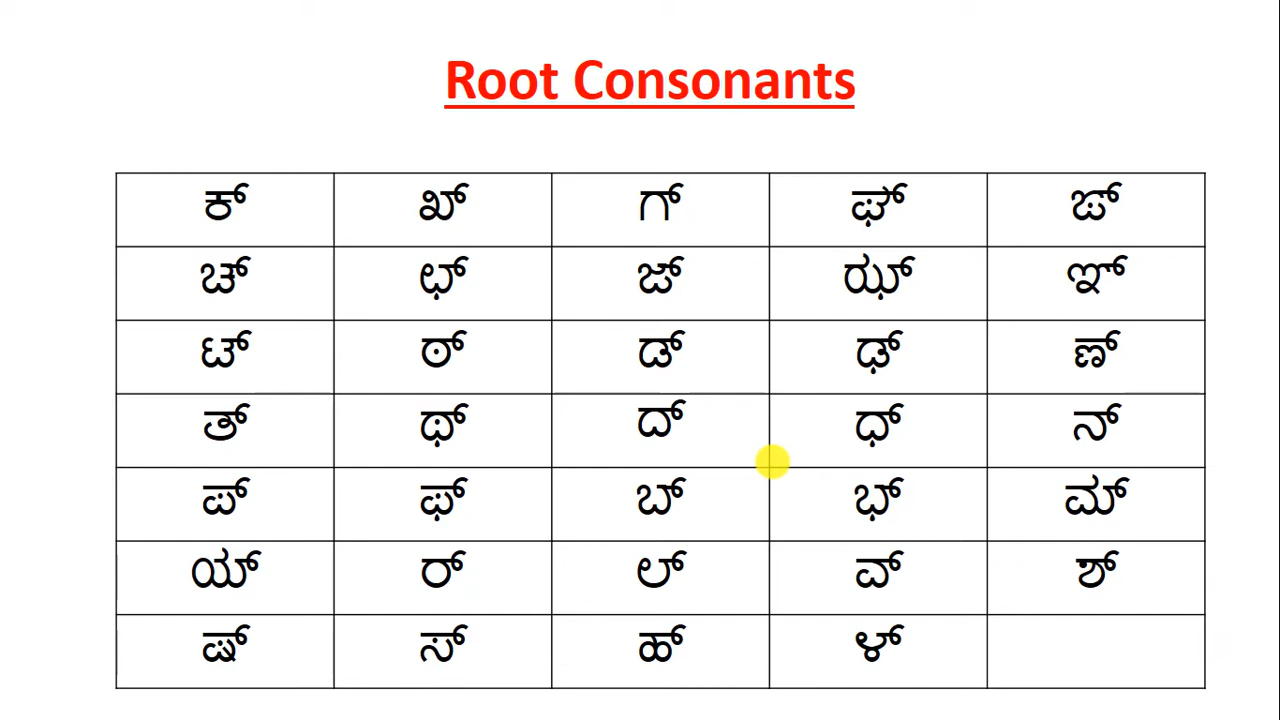 Root Consonants
ಕ್ ಖ್ ಗ್ ಘ್ ಙ್
ಚ್ ಛ್ ಜ್ ಝ್ ಞ್
ಟ್ ಠ್ ಡ್ ಢ್ ಣ್
ತ್ ಥ್ ದ್ ಧ್ ನ್
ಪ್ ಫ್ ಬ್ ಭ್ ಮ್
ಯ್ ರ್ ಲ್ ವ್ ಶ್
ಷ್ ಸ್ ಹ್ ಳ್